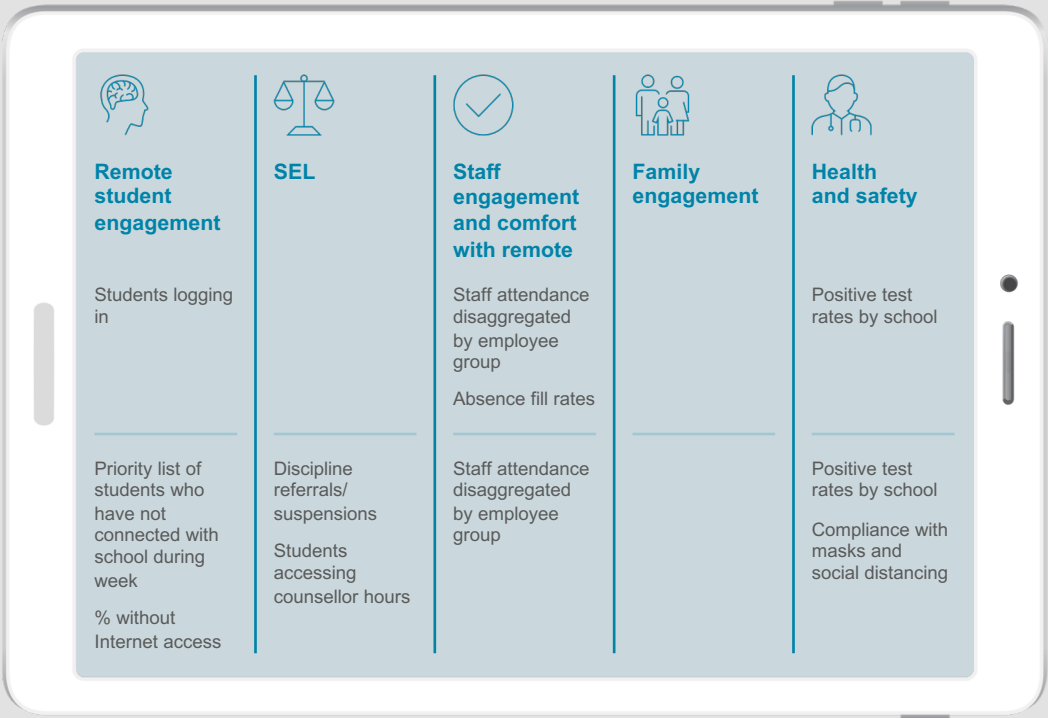 Remote
student
engagement
SEL
Staff
engagement
and comfort
with remote
Family
engagement
Health
and safety
Students logging
in
Staff attendance
disaggregated
by employee
group
Absence fill rates
Positive test
rates by school
Priority list of
students who
have not
connected with
school during
week
% without
Internet access
Discipline
referrals/
suspensions
Students
accessing
counsellor hours
Staff attendance
disaggregated
by employee
group
Positive test
rates by school
Compliance with
masks and
social distancing